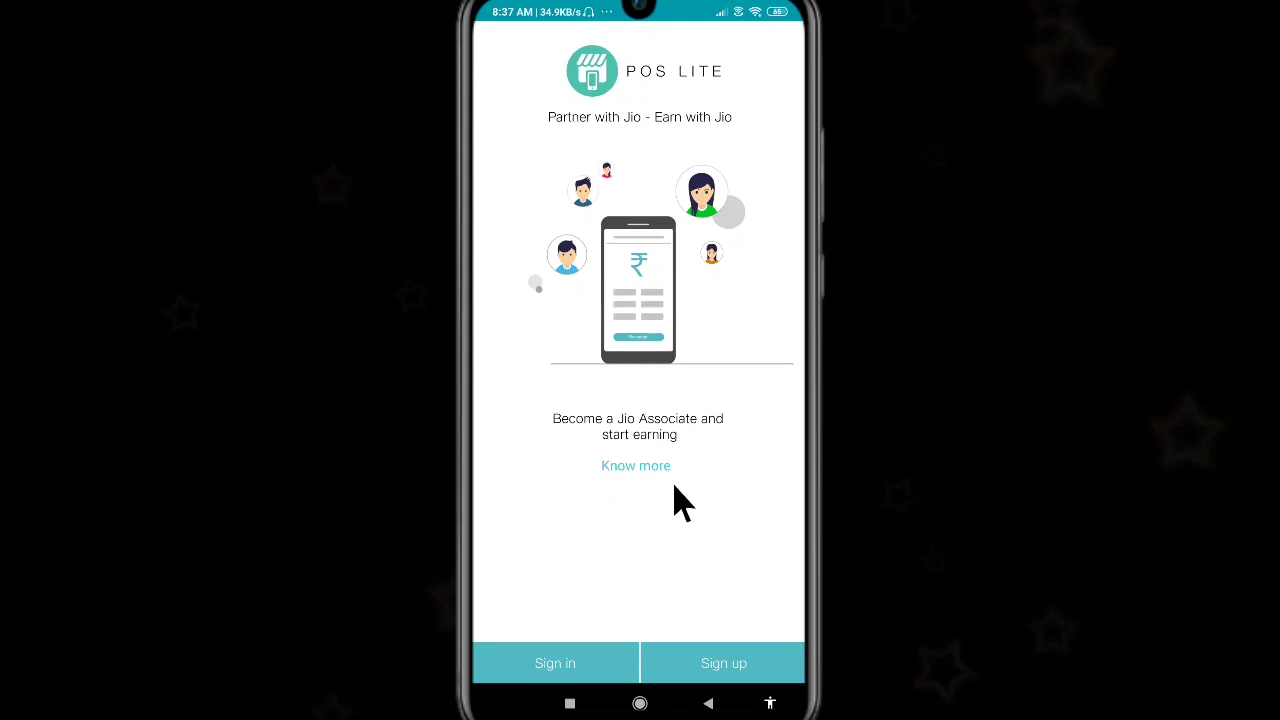 8:37 AM | 34.9KB/s ... 65
POS LITE
Partner with Jio - Earn with Jio
₹
Become a Jio Associate and
start earning
Know more
Sign in Sign up